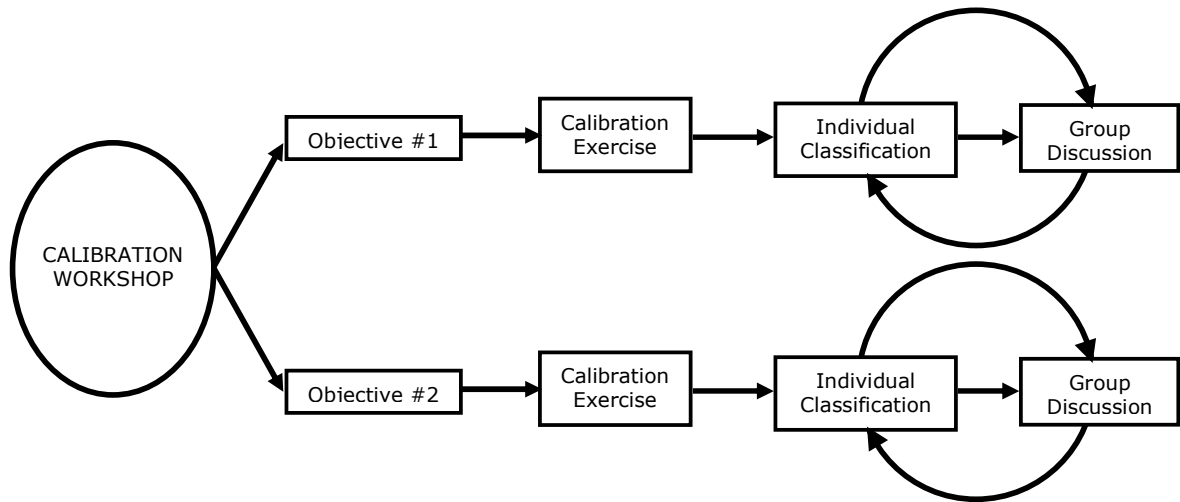 CALIBRATION
WORKSHOP
Objective #1
Calibration
Exercise
Individual
Classification
Group
Discussion
Objective #2
Calibration
Exercise
Individual
Classification
Group
Discussion